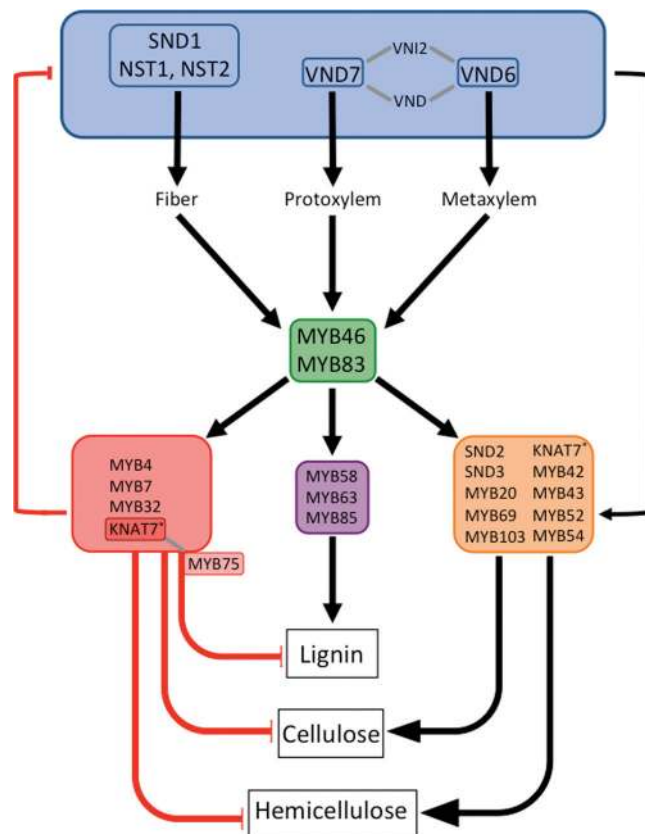 SND1
NST1, NST2
VND7
VNI2
VND6
VND
Fiber
Protoxylem
Metaxylem
MYB46
MYB83
MYB4
MYB7
MYB32
KNAT7*
MYB75
MYB58
MYB63
MYB85
SND2 KNAT7*
SND3 MYB42
MYB20 MYB43
MYB69 MYB52
MYB103 MYB54
Lignin
Cellulose
Hemicellulose